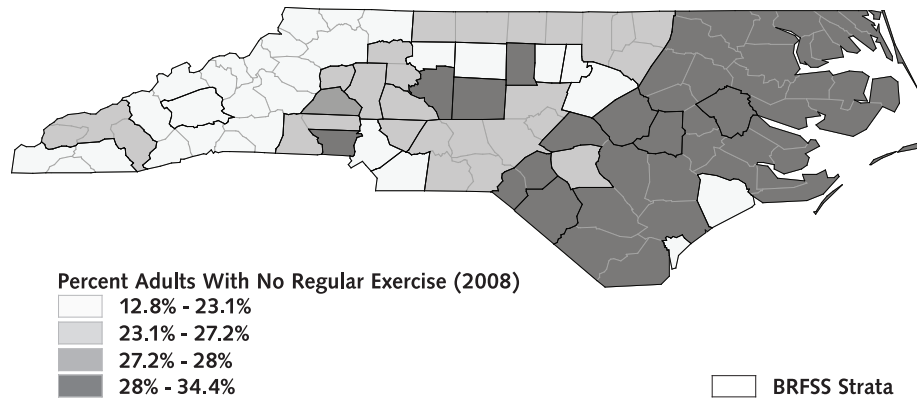 Percent Adults With No Regular Exercise (2008)
12.8% - 23.1%
23.1% - 27.2%
27.2% - 28%
28% - 34.4%
BRFSS Strata